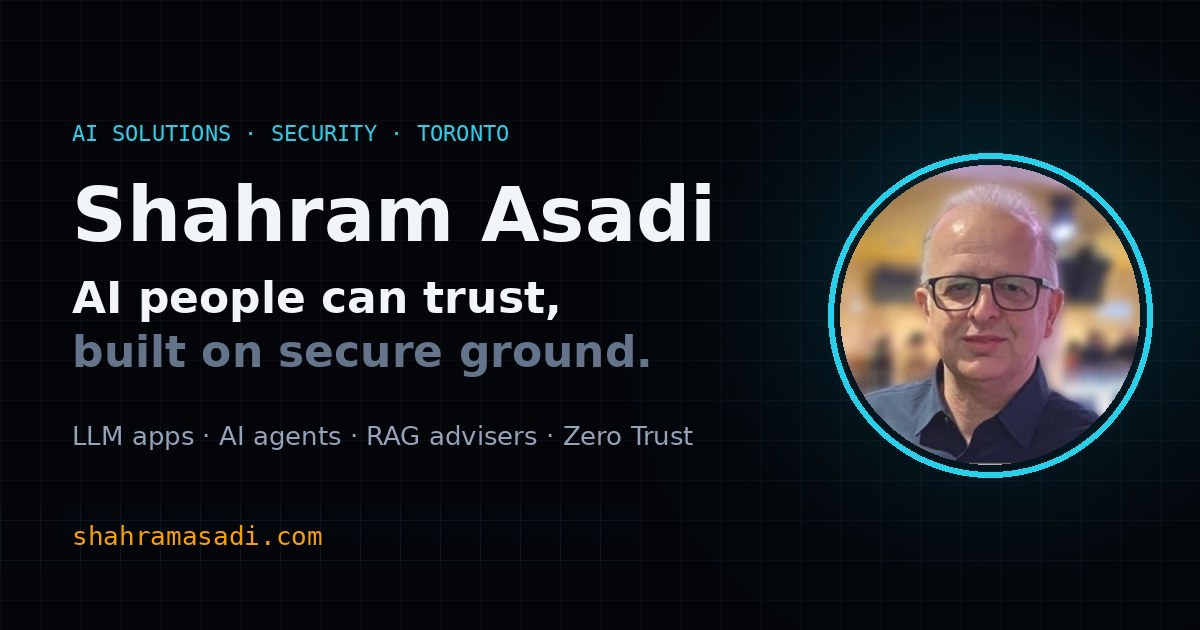 AI SOLUTIONS · SECURITY · TORONTO
Shahram Asadi
AI people can trust,
built on secure ground.
LLM apps · AI agents · RAG advisers · Zero Trust
shahramasadi.com